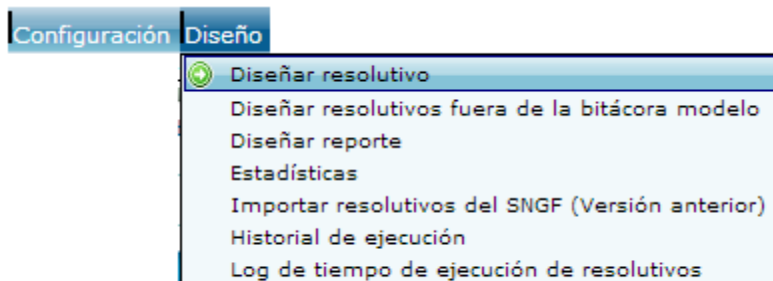 Configuración Diseño
Diseñar resolutivo
Diseñar resolutivos fuera de la bitácora modelo
Diseñar reporte
Estadísticas
Importar resolutivos del SNGF (Versión anterior)
Historial de ejecución
Log de tiempo de ejecución de resolutivos